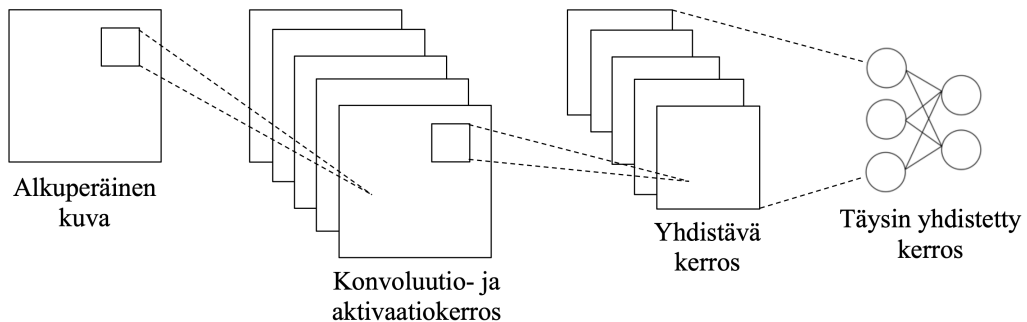 Alkuperäinen
kuva
Konvoluutio- ja
aktivaatiokerros
Yhdistävä
kerros
Täysin yhdistetty
kerros